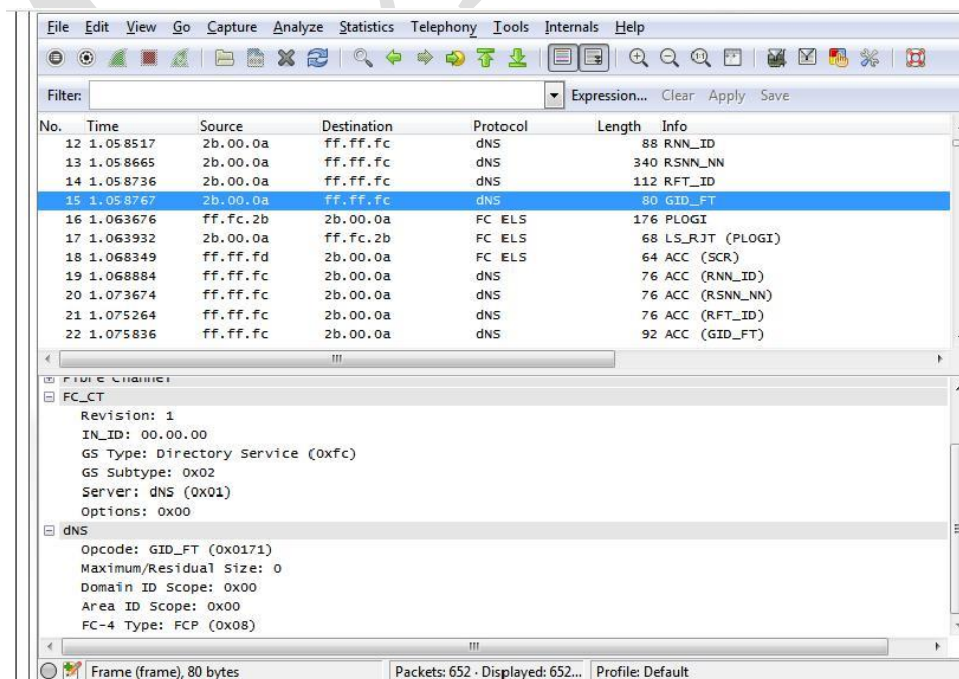 File Edit View Go Capture Analyze Statistics Telephony Tools Internals Help
Filter: Expression... Clear Apply Save
No. Time Source Destination Protocol Length Info
12 1.058517 2b.00.0a ff.ff.fc dNS 88 RNN_ID
13 1.058665 2b.00.0a ff.ff.fc dNS 340 RSNN_NN
14 1.058736 2b.00.0a ff.ff.fc dNS 112 RFT_ID
15 1.058767 2b.00.0a ff.ff.fc dNS 80 GID_FT
16 1.063676 ff.fc.2b 2b.00.0a FC ELS 176 PLOGI
17 1.063932 2b.00.0a ff.fc.2b FC ELS 68 LS_RJT (PLOGI)
18 1.068349 ff.ff.fd 2b.00.0a FC ELS 64 ACC (SCR)
19 1.068884 ff.ff.fc 2b.00.0a dNS 76 ACC (RNN_ID)
20 1.073674 ff.ff.fc 2b.00.0a dNS 76 ACC (RSNN_NN)
21 1.075264 ff.ff.fc 2b.00.0a dNS 76 ACC (RFT_ID)
22 1.075836 ff.ff.fc 2b.00.0a dNS 92 ACC (GID_FT)
Fibre Channel
FC_CT
Revision: 1
IN_ID: 00.00.00
GS Type: Directory Service (0xfc)
GS Subtype: 0x02
Server: dNS (0x01)
Options: 0x00
dNS
Opcode: GID_FT (0x0171)
Maximum/Residual Size: 0
Domain ID Scope: 0x00
Area ID Scope: 0x00
FC-4 Type: FCP (0x08)
Frame (frame), 80 bytes Packets: 652 · Displayed: 652... Profile: Default